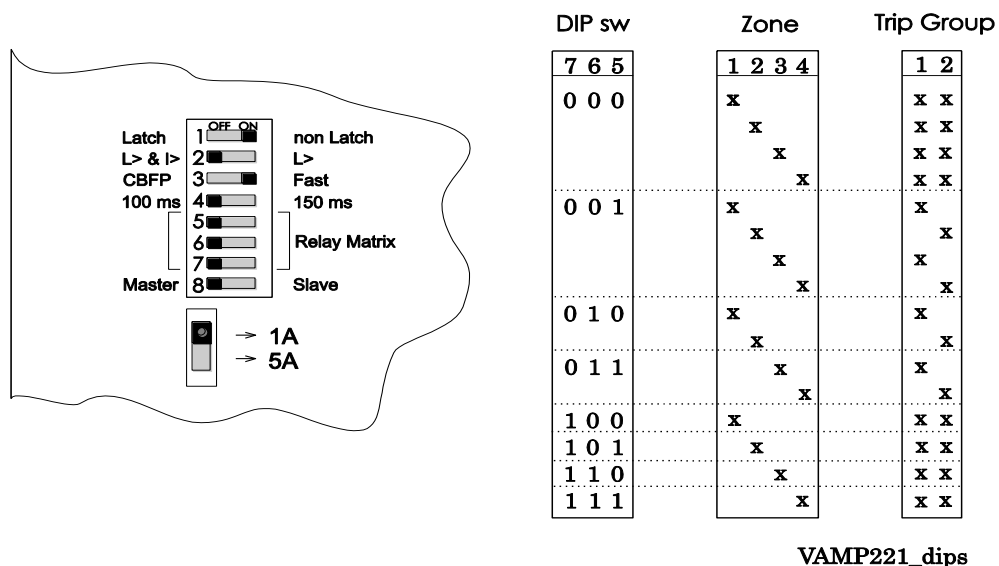 OFF ON
Latch 1 non Latch
L> & I> 2 L>
CBFP 3 Fast
100 ms 4 150 ms
5
6 Relay Matrix
7
Master 8 Slave
→ 1A
→ 5A
DIP sw Zone Trip Group
7 6 5 1 2 3 4 1 2
0 0 0 x x x
x x x
x x x
x x x
0 0 1 x x
x x
x x
x x
0 1 0 x x
x x
0 1 1 x x
x x
1 0 0 x x x
1 0 1 x x x
1 1 0 x x x
1 1 1 x x x
VAMP221_dips